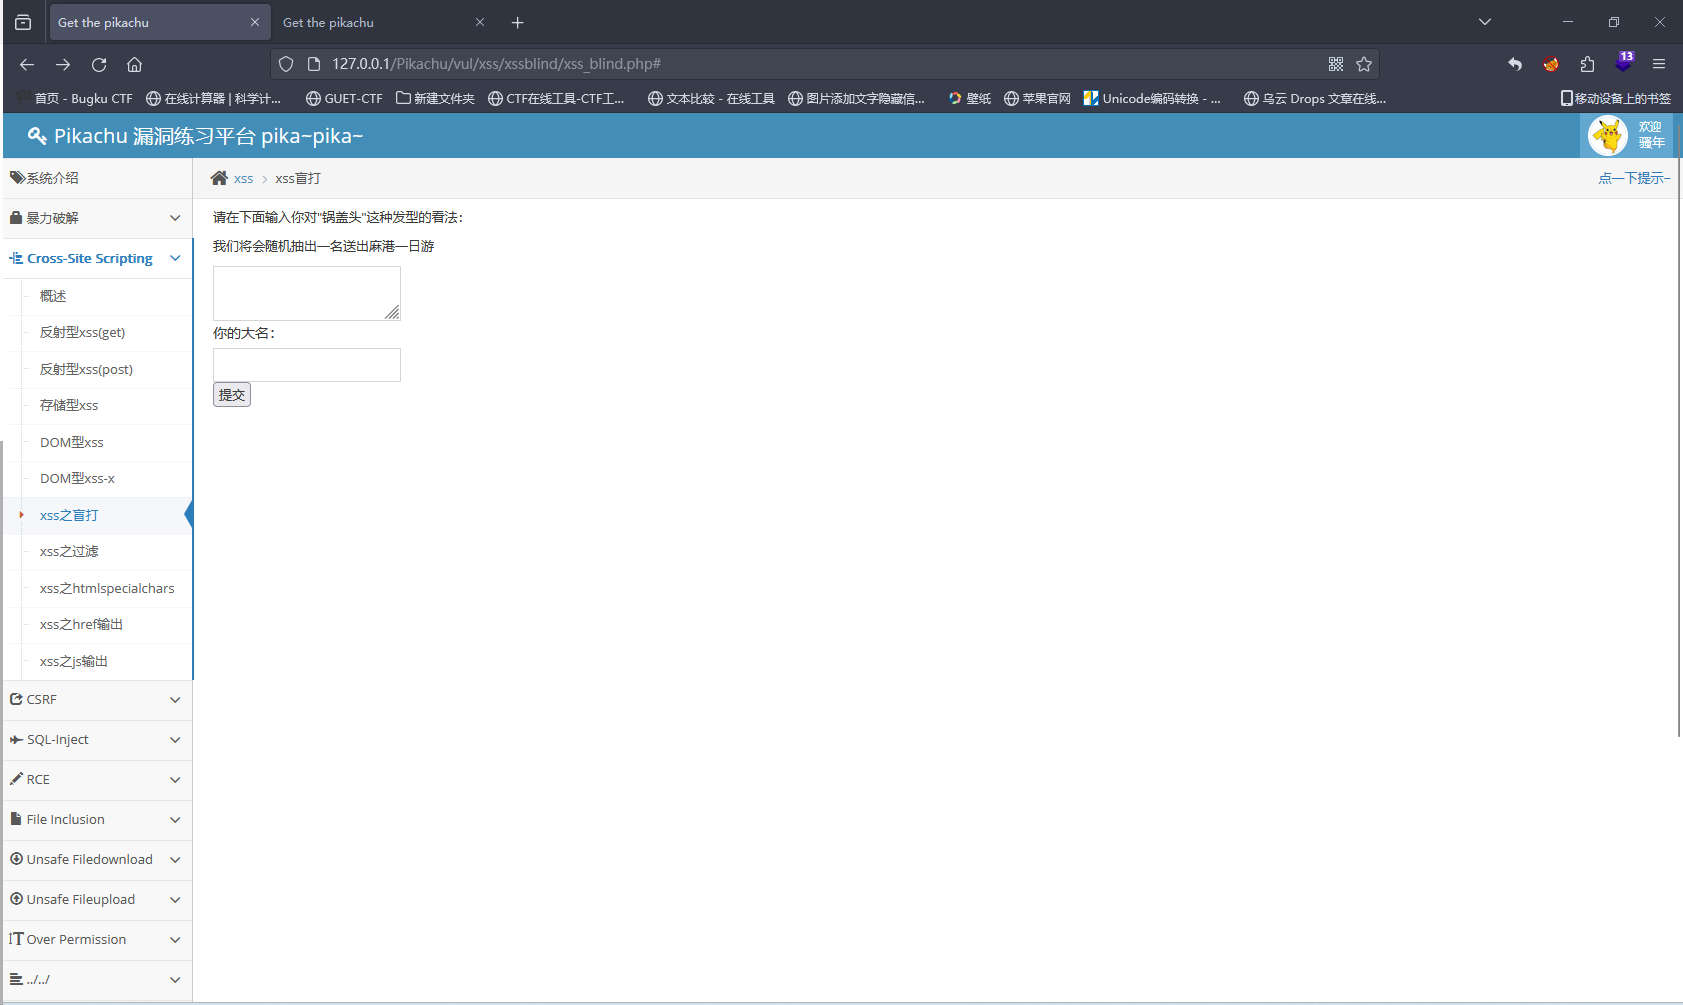 Get the pikachu
Get the pikachu
127.0.0.1/Pikachu/vul/xss/xssblind/xss_blind.php#
13
首页 - Bugku CTF
在线计算器 | 科学计...
GUET-CTF
新建文件夹
CTF在线工具-CTF工...
文本比较 - 在线工具
图片添加文字隐藏信...
壁纸
苹果官网
Unicode编码转换 - ...
乌云 Drops 文章在线...
移动设备上的书签
Pikachu 漏洞练习平台 pika~pika~
欢迎
骚年
系统介绍
xss
xss盲打
点一下提示~
暴力破解
Cross-Site Scripting
概述
反射型xss(get)
反射型xss(post)
存储型xss
DOM型xss
DOM型xss-x
xss之盲打
xss之过滤
xss之htmlspecialchars
xss之href输出
xss之js输出
CSRF
SQL-Inject
RCE
File Inclusion
Unsafe Filedownload
Unsafe Fileupload
Over Permission
../../
请在下面输入你对"锅盖头"这种发型的看法：
我们将会随机抽出一名送出麻港一日游
你的大名：
提交